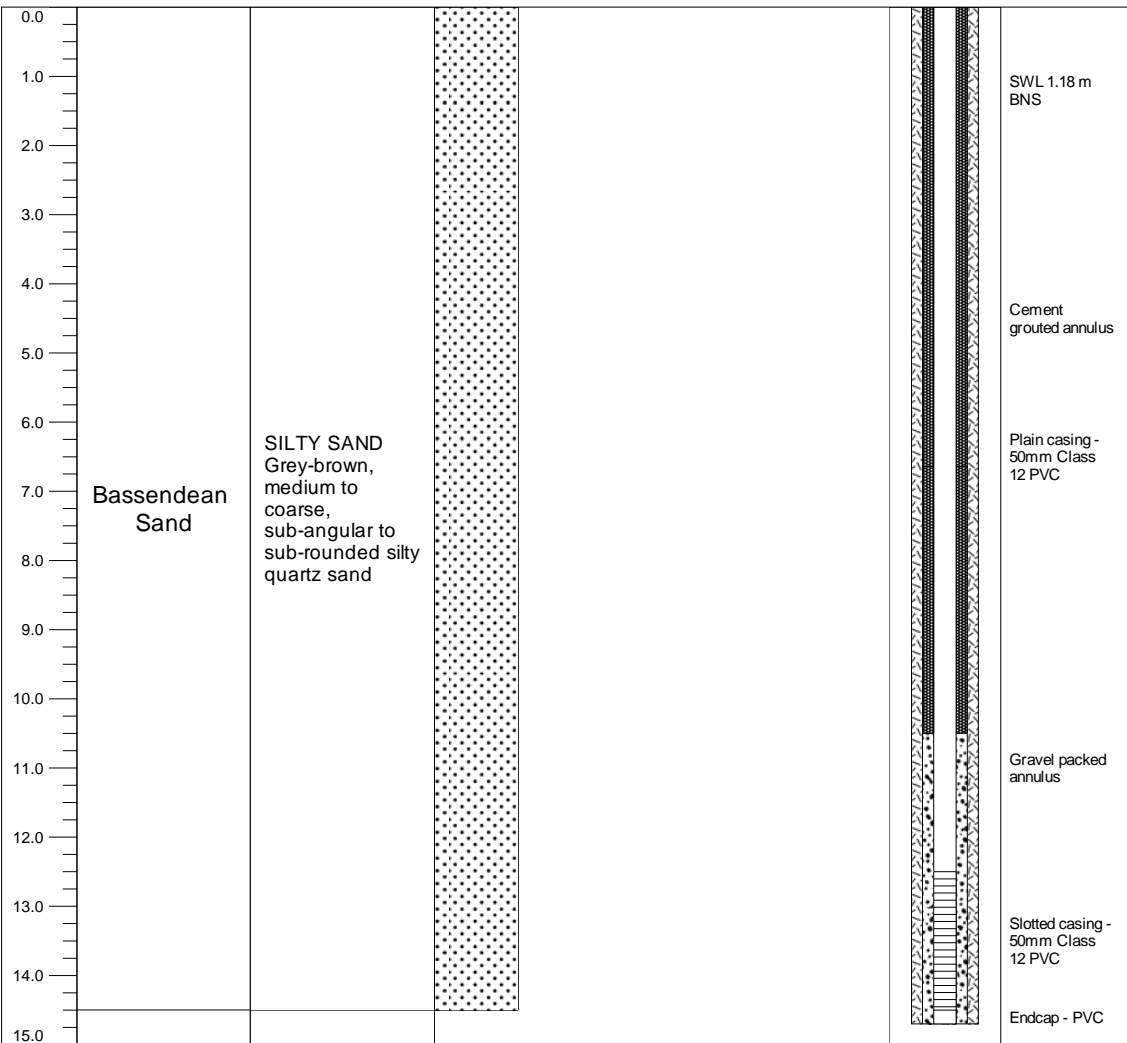 0.0
1.0
2.0
3.0
4.0
5.0
6.0
7.0
8.0
9.0
10.0
11.0
12.0
13.0
14.0
15.0
Bassendean
Sand
SILTY SAND
Grey-brown,
medium to
coarse,
sub-angular to
sub-rounded silty
quartz sand
SWL 1.18 m
BNS
Cement
grouted annulus
Plain casing -
50mm Class
12 PVC
Gravel packed
annulus
Slotted casing -
50mm Class
12 PVC
Endcap - PVC